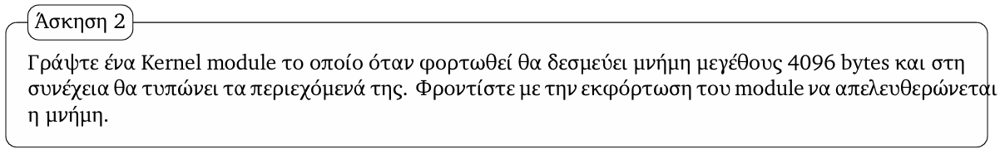 Άσκηση 2
Γράψτε ένα Kernel module το οποίο όταν φορτωθεί θα δεσμεύει μνήμη μεγέθους 4096 bytes και στη
συνέχεια θα τυπώνει τα περιεχόμενά της. Φροντίστε με την εκφόρτωση του module να απελευθερώνεται
η μνήμη.